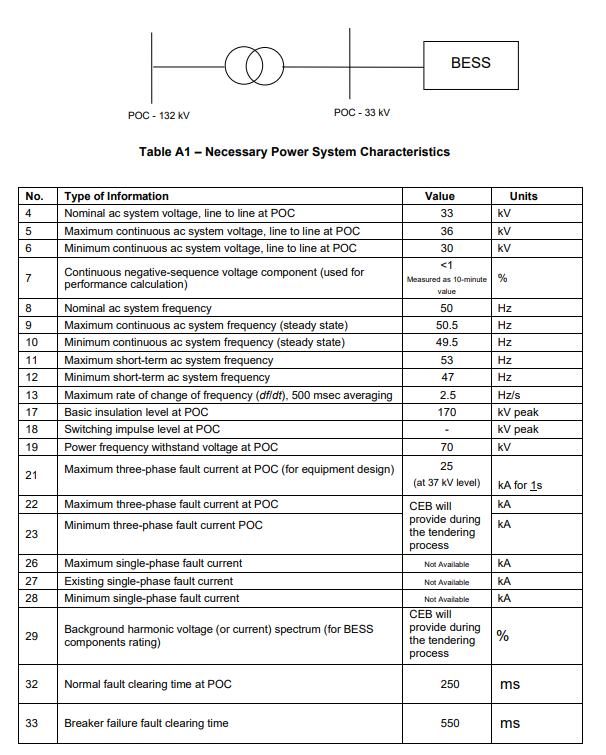 BESS
POC - 132 kV
POC - 33 kV
Table A1 – Necessary Power System Characteristics
No. Type of Information Value Units
4 Nominal ac system voltage, line to line at POC 33 kV
5 Maximum continuous ac system voltage, line to line at POC 36 kV
6 Minimum continuous ac system voltage, line to line at POC 30 kV
7 Continuous negative-sequence voltage component (used for
performance calculation)
<1
Measured as 10-minute
value
%
8 Nominal ac system frequency 50 Hz
9 Maximum continuous ac system frequency (steady state) 50.5 Hz
10 Minimum continuous ac system frequency (steady state) 49.5 Hz
11 Maximum short-term ac system frequency 53 Hz
12 Minimum short-term ac system frequency 47 Hz
13 Maximum rate of change of frequency (df/dt), 500 msec averaging 2.5 Hz/s
17 Basic insulation level at POC 170 kV peak
18 Switching impulse level at POC - kV peak
19 Power frequency withstand voltage at POC 70 kV
21 Maximum three-phase fault current at POC (for equipment design) 25
(at 37 kV level)
kA for 1s
22 Maximum three-phase fault current at POC kA
23 Minimum three-phase fault current POC kA
CEB will
provide during
the tendering
process
26 Maximum single-phase fault current Not Available kA
27 Existing single-phase fault current Not Available kA
28 Minimum single-phase fault current Not Available kA
29 Background harmonic voltage (or current) spectrum (for BESS
components rating)
CEB will
provide during
the tendering
process
%
32 Normal fault clearing time at POC 250 ms
33 Breaker failure fault clearing time 550 ms